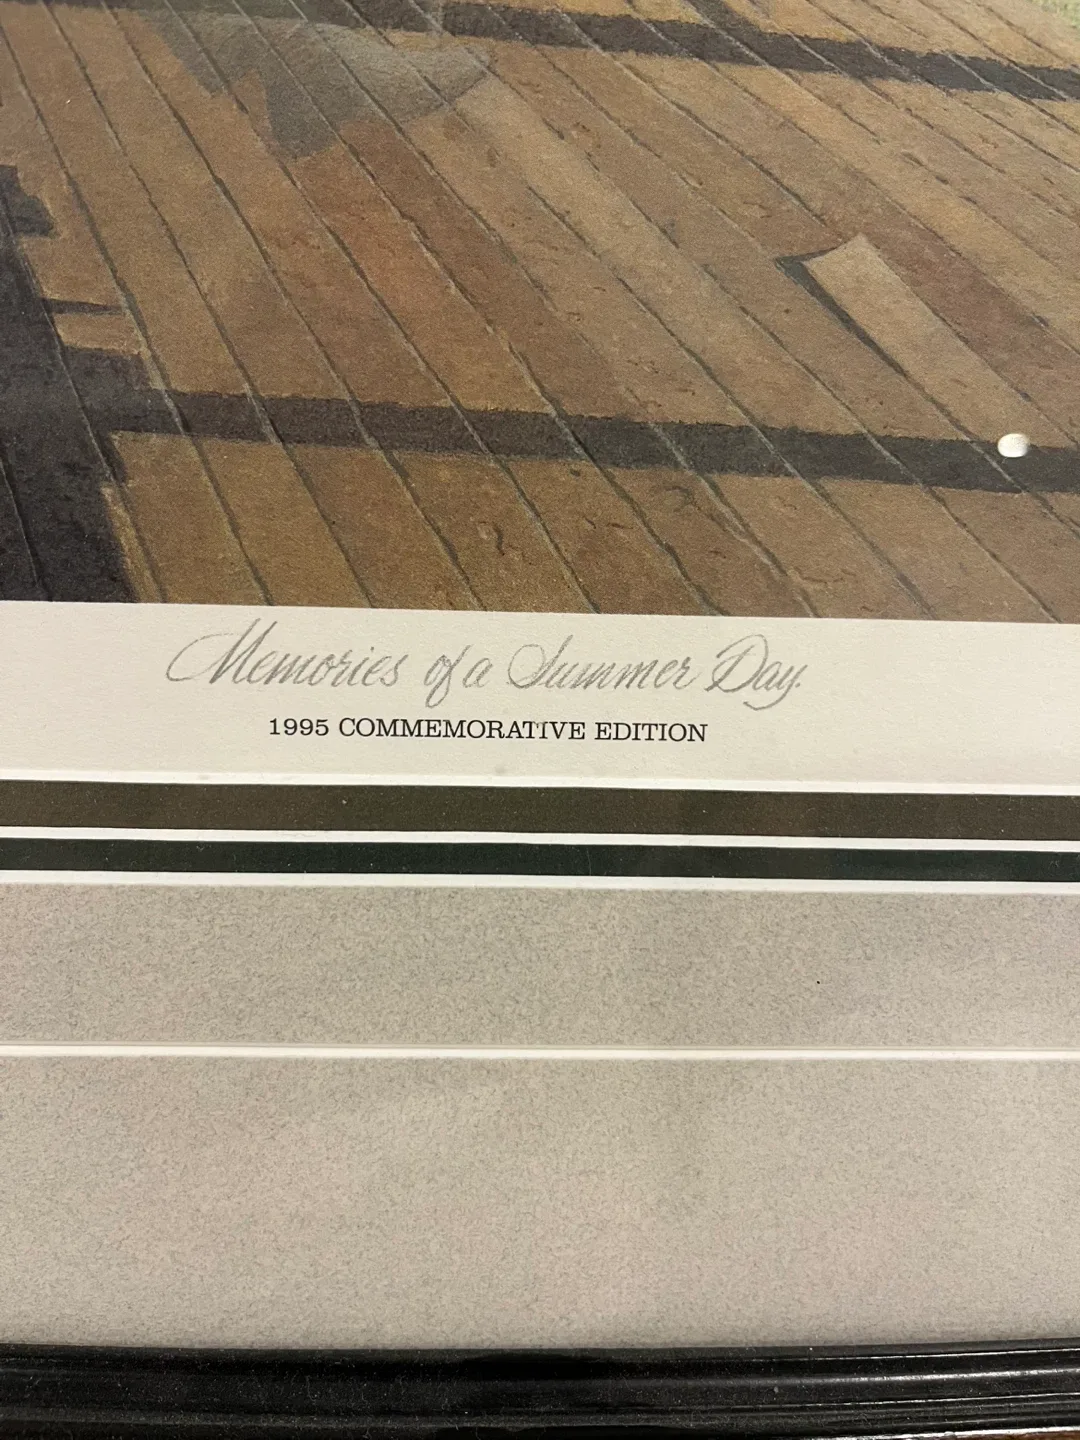 Memories of a Summer Day.
1995 COMMEMORATIVE EDITION